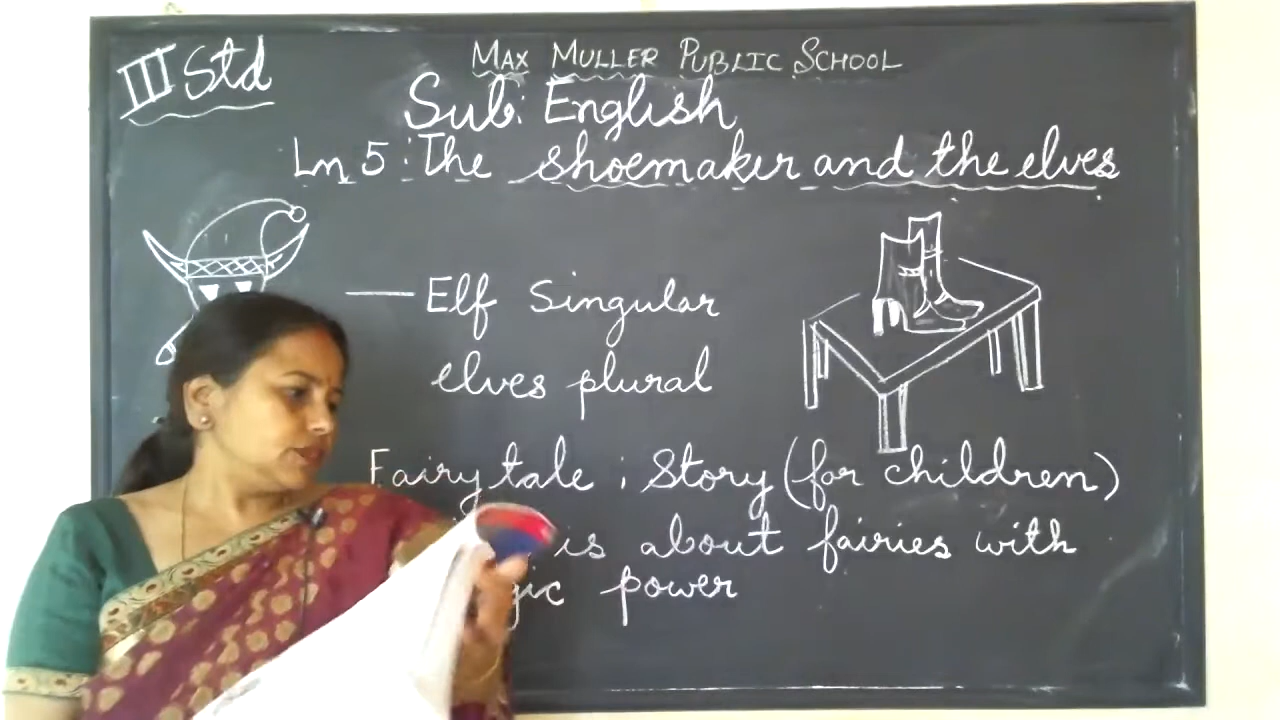 III Std
MAX MULLER PUBLIC SCHOOL
Sub: English
Ln 5 : The shoemaker and the elves
— Elf Singular
elves plural
Fairy tale : Story (for children)
is about fairies with
power